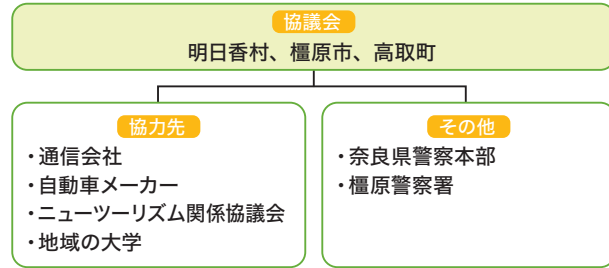 協議会
明日香村、橿原市、高取町
協力先
・通信会社
・自動車メーカー
・ニューツーリズム関係協議会
・地域の大学
その他
・奈良県警察本部
・橿原警察署